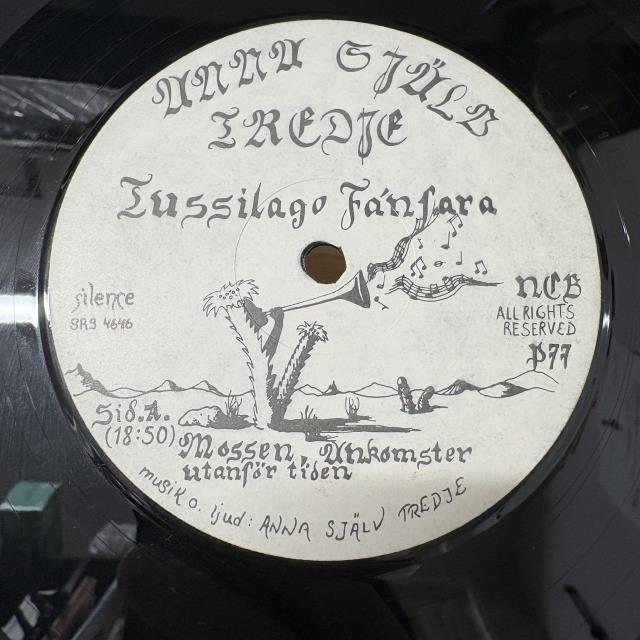 ANNA SJÄLV
TREDJE
Tussilago Fánfara
silence
SRS 4646
NCB
ALL RIGHTS
RESERVED
P77
Sid. A.
(18:50)
Mossen, Ankomster
utanför tiden
musik o. ljud: ANNA SJÄLV TREDJE